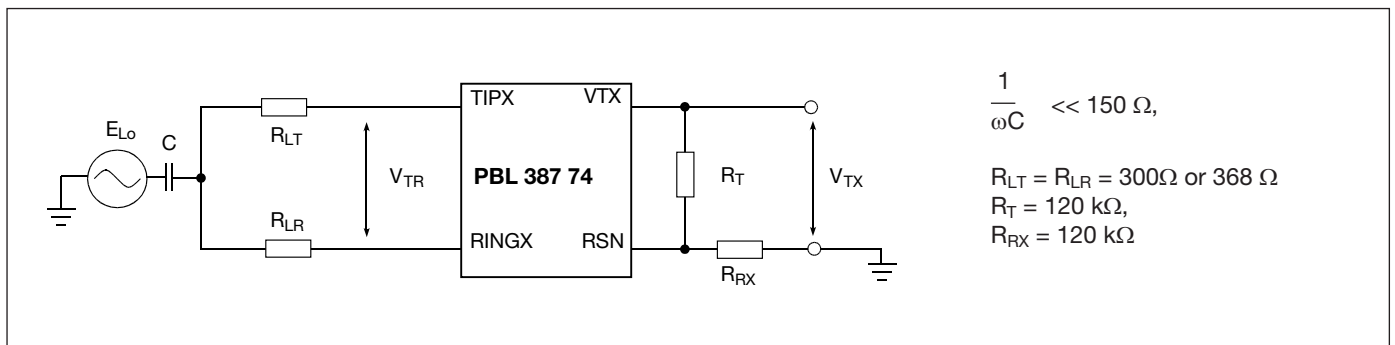 E_Lo
C
R_LT
R_LR
V_TR
TIPX
VTX
PBL 387 74
RINGX
RSN
R_T
R_RX
V_TX
1
ωC
<< 150 Ω,
R_LT = R_LR = 300Ω or 368 Ω
R_T = 120 kΩ,
R_RX = 120 kΩ